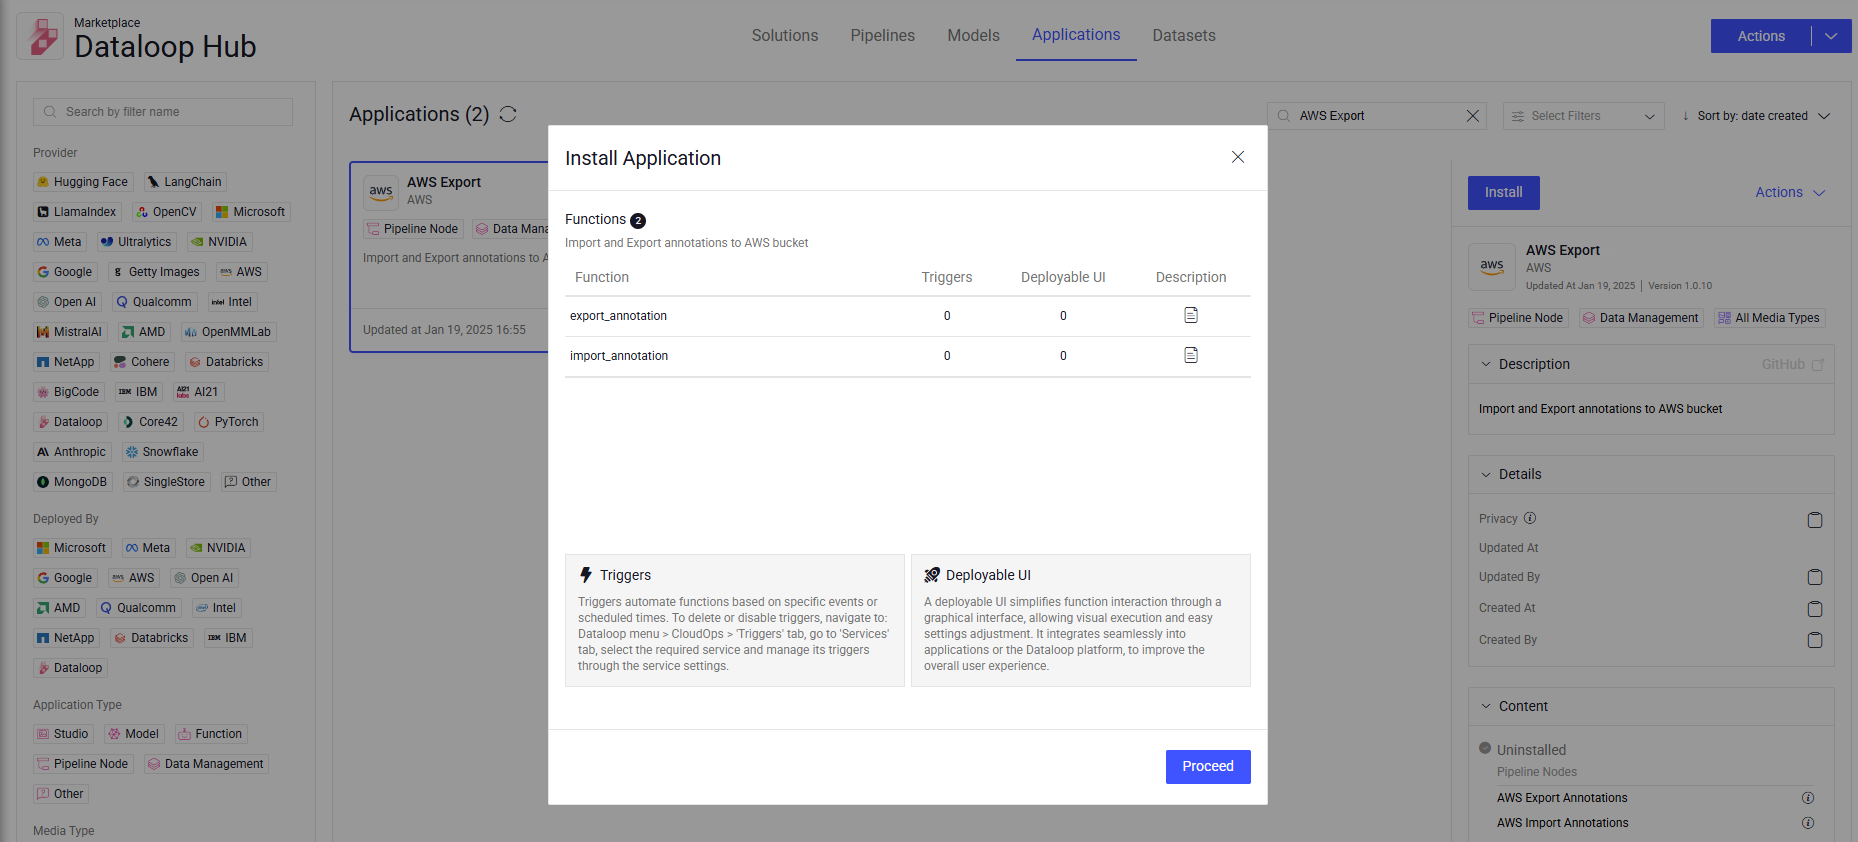 Marketplace
Dataloop Hub
Solutions
Pipelines
Models
Applications
Datasets
Actions
Search by filter name
Provider
Hugging Face
LangChain
LlamaIndex
OpenCV
Microsoft
Meta
Ultralytics
NVIDIA
Google
Getty Images
aws AWS
Open AI
Qualcomm
intel Intel
MistralAI
AMD
OpenMMLab
NetApp
Cohere
Databricks
BigCode
IBM IBM
AI21 labs AI21
Dataloop
Core42
PyTorch
Anthropic
Snowflake
MongoDB
SingleStore
Other
Deployed By
Microsoft
Meta
NVIDIA
Google
aws AWS
Open AI
AMD
Qualcomm
Intel
NetApp
Databricks
IBM IBM
Dataloop
Application Type
Studio
Model
Function
Pipeline Node
Data Management
Other
Media Type
Applications (2)
AWS Export
Select Filters
Sort by: date created
aws
AWS Export
AWS
Pipeline Node
Data Mana
Import and Export annotations to A
Updated at Jan 19, 2025 16:55
Install Application
Functions 2
Import and Export annotations to AWS bucket
Function Triggers Deployable UI Description
export_annotation 0 0
import_annotation 0 0
Triggers
Triggers automate functions based on specific events or
scheduled times. To delete or disable triggers, navigate to:
Dataloop menu > CloudOps > 'Triggers' tab, go to 'Services'
tab, select the required service and manage its triggers
through the service settings.
Deployable UI
A deployable UI simplifies function interaction through a
graphical interface, allowing visual execution and easy
settings adjustment. It integrates seamlessly into
applications or the Dataloop platform, to improve the
overall user experience.
Proceed
Install
Actions
aws
AWS Export
AWS
Updated At Jan 19, 2025 | Version 1.0.10
Pipeline Node
Data Management
All Media Types
Description
GitHub
Import and Export annotations to AWS bucket
Details
Privacy
Updated At
Updated By
Created At
Created By
Content
Uninstalled
Pipeline Nodes
AWS Export Annotations
AWS Import Annotations